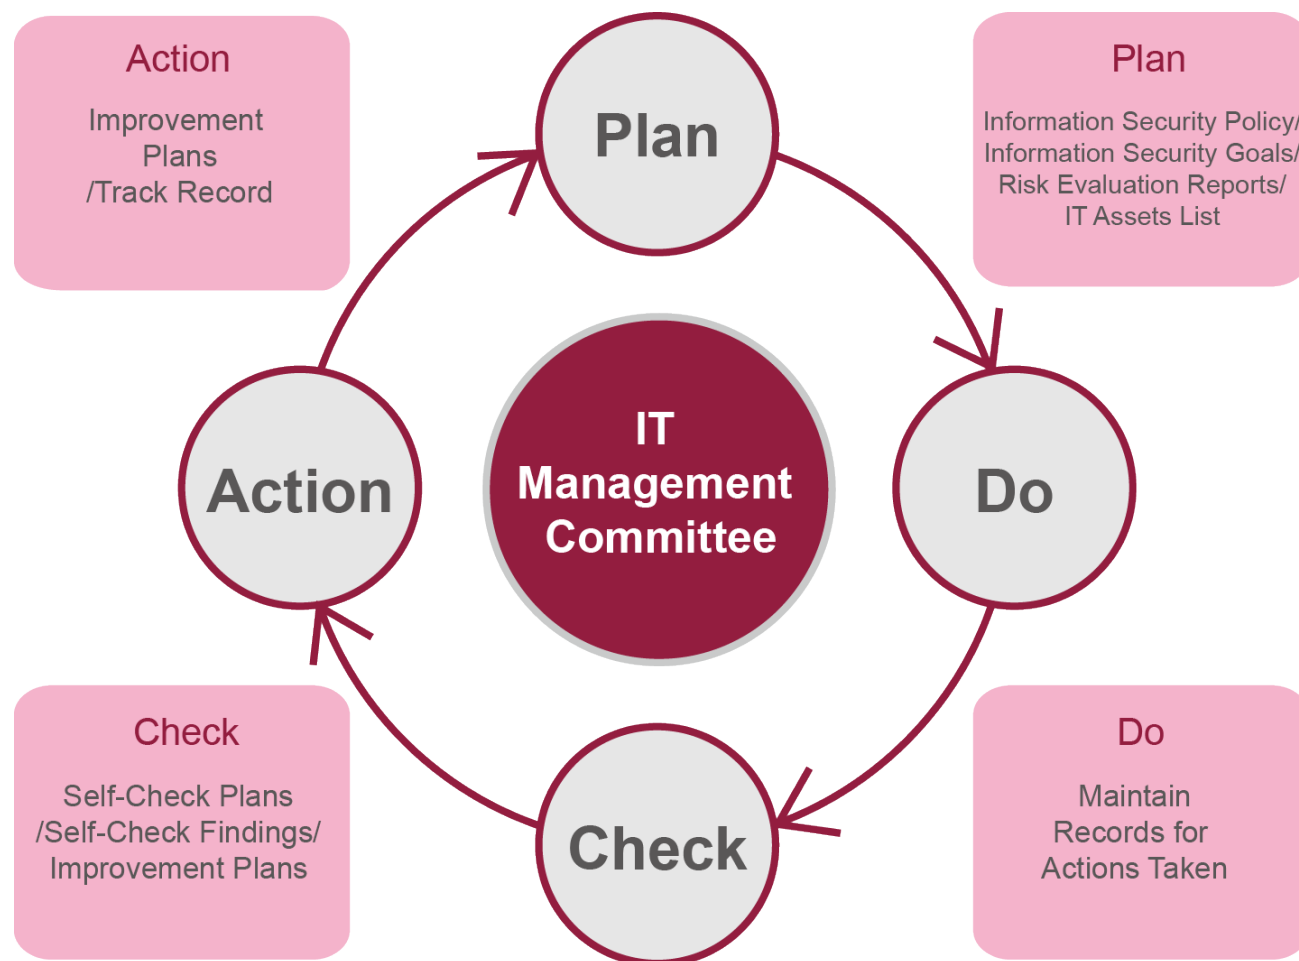 Action
Improvement
Plans
/Track Record
Plan
Plan
Information Security Policy/
Information Security Goals/
Risk Evaluation Reports/
IT Assets List
Action
IT
Management
Committee
Do
Check
Self-Check Plans
/Self-Check Findings/
Improvement Plans
Check
Do
Maintain
Records for
Actions Taken